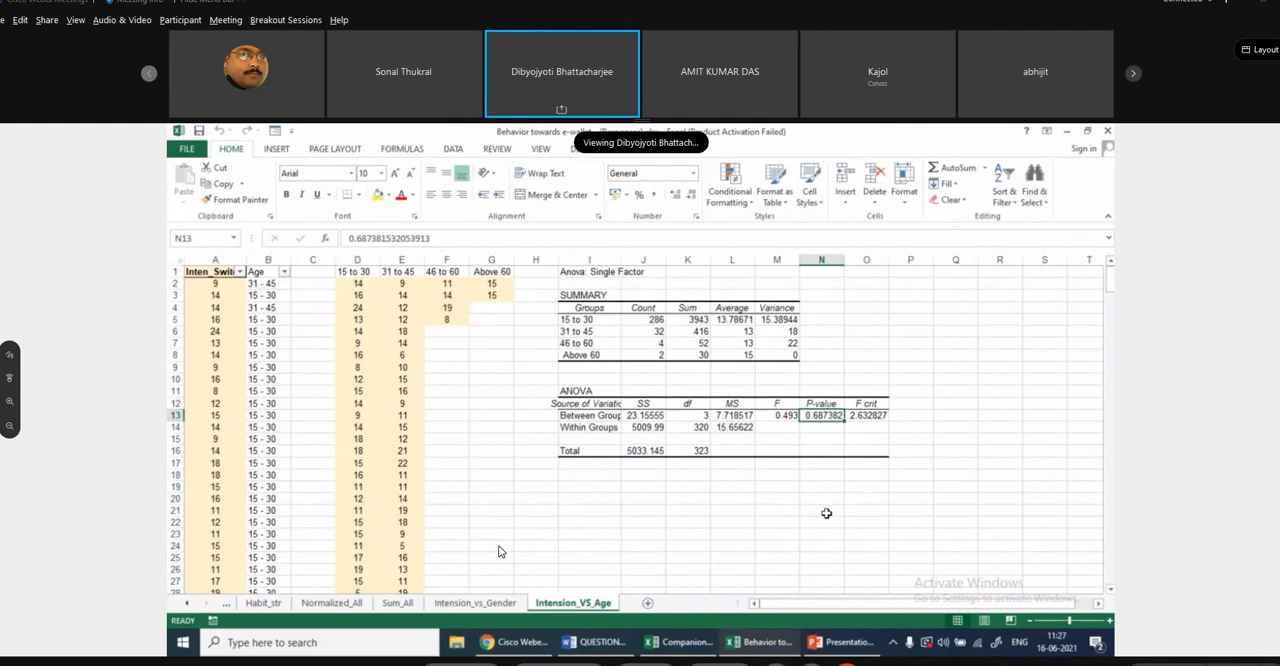 Edit Share View Audio & Video Participant Meeting Breakout Sessions Help
Sonal Thukral
Dibyojyoti Bhattacharjee
AMIT KUMAR DAS
Kajol
Cohost
abhijit
Layout
Viewing Dibyojyoti Bhattach...
Sign in
FILE HOME INSERT PAGE LAYOUT FORMULAS DATA REVIEW VIEW
Paste
Cut
Copy
Format Painter
Clipboard
Arial 10
B I U
Font
Wrap Text
Merge & Center
Alignment
General
Number
Conditional Formatting
Format as Table
Cell Styles
Styles
Insert Delete Format
Cells
AutoSum
Fill
Clear
Sort & Filter
Find & Select
Editing
N13 fx 0.687381532053913
A B C D E F G H I J K L M N O P Q R S T
1 Inten_Swit Age 15 to 30 31 to 45 46 to 60 Above 60 Anova: Single Factor
2 9 31 - 45 14 9 11 15
3 14 15 - 30 16 14 14 15 SUMMARY
4 14 31 - 45 24 12 19 Groups Count Sum Average Variance
5 16 15 - 30 13 12 8 15 to 30 286 3943 13.78671 15.38944
6 24 15 - 30 14 18 31 to 45 32 416 13 18
7 13 15 - 30 9 14 46 to 60 4 52 13 22
8 14 15 - 30 16 6 Above 60 2 30 15 0
9 9 15 - 30 8 10
10 16 15 - 30 12 15
11 8 15 - 30 15 16 ANOVA
12 12 15 - 30 14 9 Source of Variatic SS df MS F P-value F crit
13 15 15 - 30 9 11 Between Group 23.15555 3 7.718517 0.493 0.687382 2.632827
14 14 15 - 30 14 15 Within Groups 5009.99 320 15.65622
15 9 15 - 30 18 12
16 14 15 - 30 18 21 Total 5033.145 323
17 18 15 - 30 15 22
18 18 15 - 30 16 11
19 15 15 - 30 11 11
20 16 15 - 30 12 14
21 11 15 - 30 11 19
22 12 15 - 30 15 18
23 11 15 - 30 15 9
24 15 15 - 30 11 5
25 15 15 - 30 17 16
26 11 15 - 30 19 13
27 17 15 - 30 15 11
Activate Windows
Go to Settings to activate Windows.
... Habit_str Normalized_All Sum_All Intension_vs_Gender Intension_VS_Age
READY
Type here to search
Cisco Webe...
QUESTION...
Companion...
Behavior to...
Presentatio...
ENG
11:27
16-06-2021